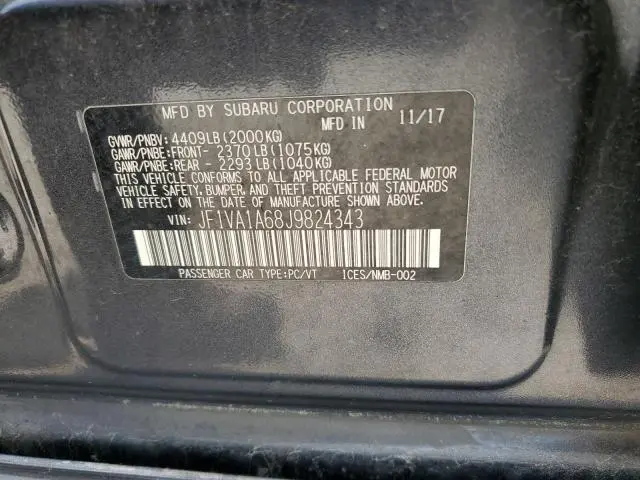 MFD BY SUBARU CORPORATION
MFD IN 11/17
GVWR/PNBV: 4409LB(2000KG)
GAWR/PNBE:FRONT- 2370LB(1075KG)
GAWR/PNBE:REAR - 2293LB(1040KG)
THIS VEHICLE CONFORMS TO ALL APPLICABLE FEDERAL MOTOR
VEHICLE SAFETY, BUMPER, AND THEFT PREVENTION STANDARDS
IN EFFECT ON THE DATE OF MANUFACTURE SHOWN ABOVE.
VIN: JF1VA1A68J9824343
PASSENGER CAR TYPE:PC/VT ICES/NMB-002